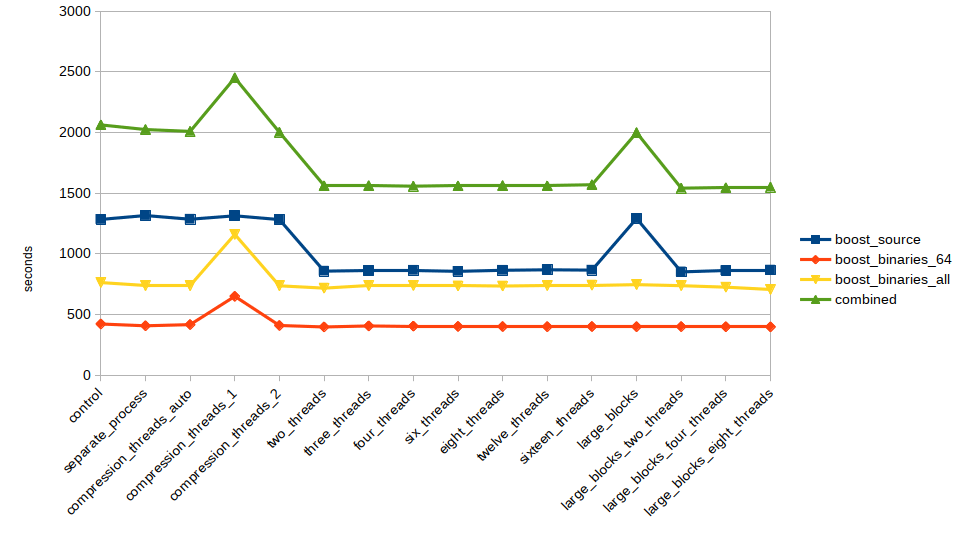 3000
2500
2000
1500
1000
500
0
seconds
control
separate_process
compression_threads_auto
compression_threads_1
compression_threads_2
two_threads
three_threads
four_threads
six_threads
eight_threads
twelve_threads
sixteen_threads
large_blocks
large_blocks_two_threads
large_blocks_four_threads
large_blocks_eight_threads
boost_source
boost_binaries_64
boost_binaries_all
combined